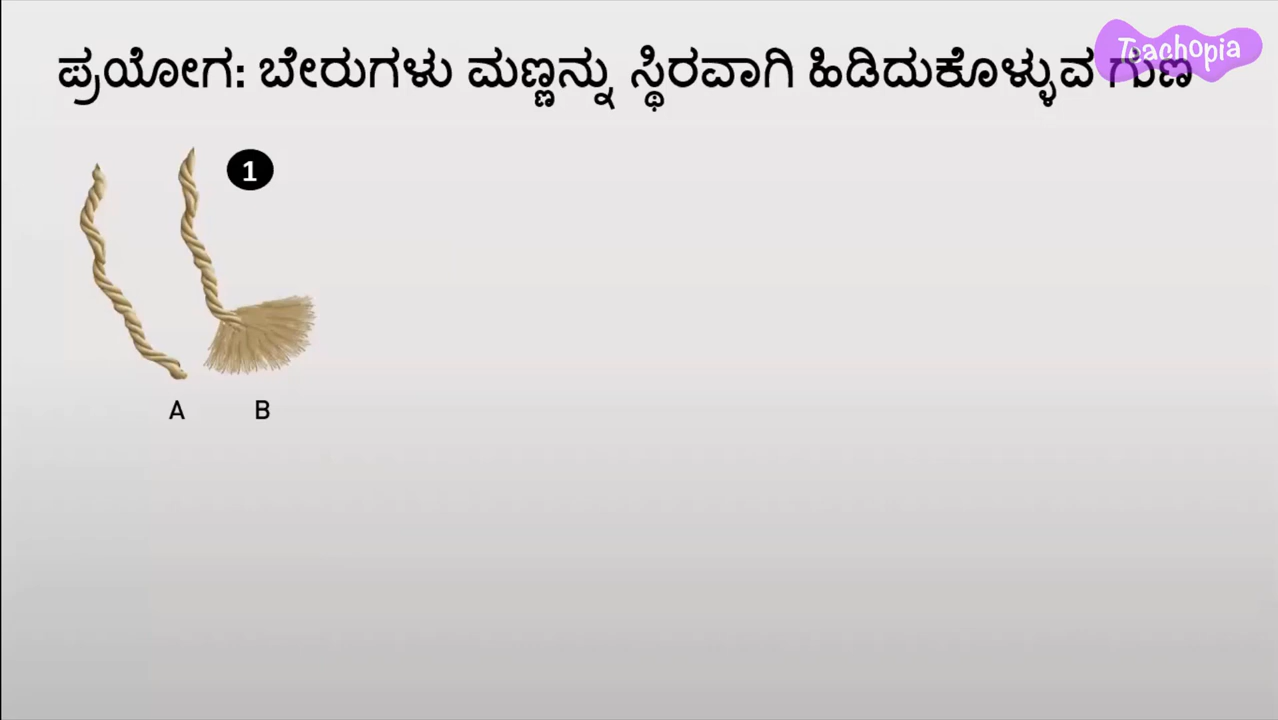 ಪ್ರಯೋಗ: ಬೇರುಗಳು ಮಣ್ಣನ್ನು ಸ್ಥಿರವಾಗಿ ಹಿಡಿದುಕೊಳ್ಳುವ ಗುಣ
Teachopia
1
A B